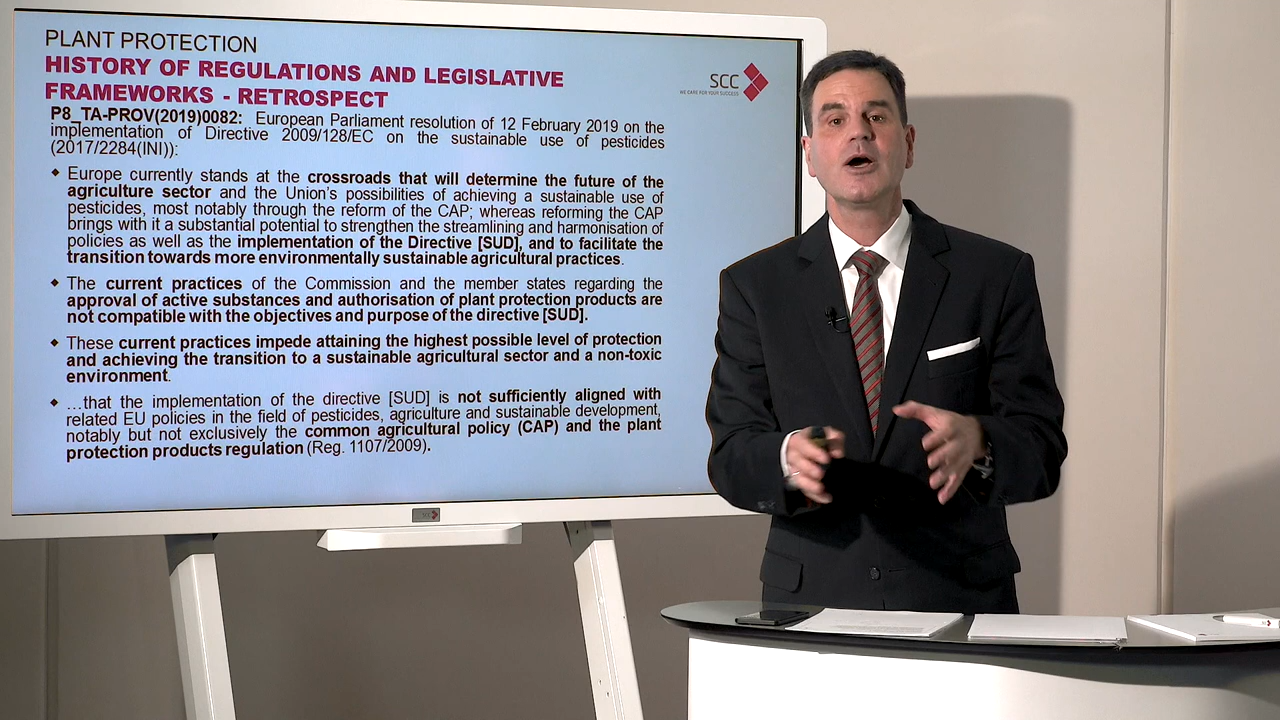 PLANT PROTECTION
HISTORY OF REGULATIONS AND LEGISLATIVE
FRAMEWORKS - RETROSPECT
SCC
WE CARE FOR YOUR SUCCESS
P8_TA-PROV(2019)0082: European Parliament resolution of 12 February 2019 on the
implementation of Directive 2009/128/EC on the sustainable use of pesticides
(2017/2284(INI)):
Europe currently stands at the crossroads that will determine the future of the
agriculture sector and the Union's possibilities of achieving a sustainable use of
pesticides, most notably through the reform of the CAP; whereas reforming the CAP
brings with it a substantial potential to strengthen the streamlining and harmonisation of
policies as well as the implementation of the Directive [SUD], and to facilitate the
transition towards more environmentally sustainable agricultural practices.
The current practices of the Commission and the member states regarding the
approval of active substances and authorisation of plant protection products are
not compatible with the objectives and purpose of the directive [SUD].
These current practices impede attaining the highest possible level of protection
and achieving the transition to a sustainable agricultural sector and a non-toxic
environment.
…that the implementation of the directive [SUD] is not sufficiently aligned with
related EU policies in the field of pesticides, agriculture and sustainable development,
notably but not exclusively the common agricultural policy (CAP) and the plant
protection products regulation (Reg. 1107/2009).
SCC